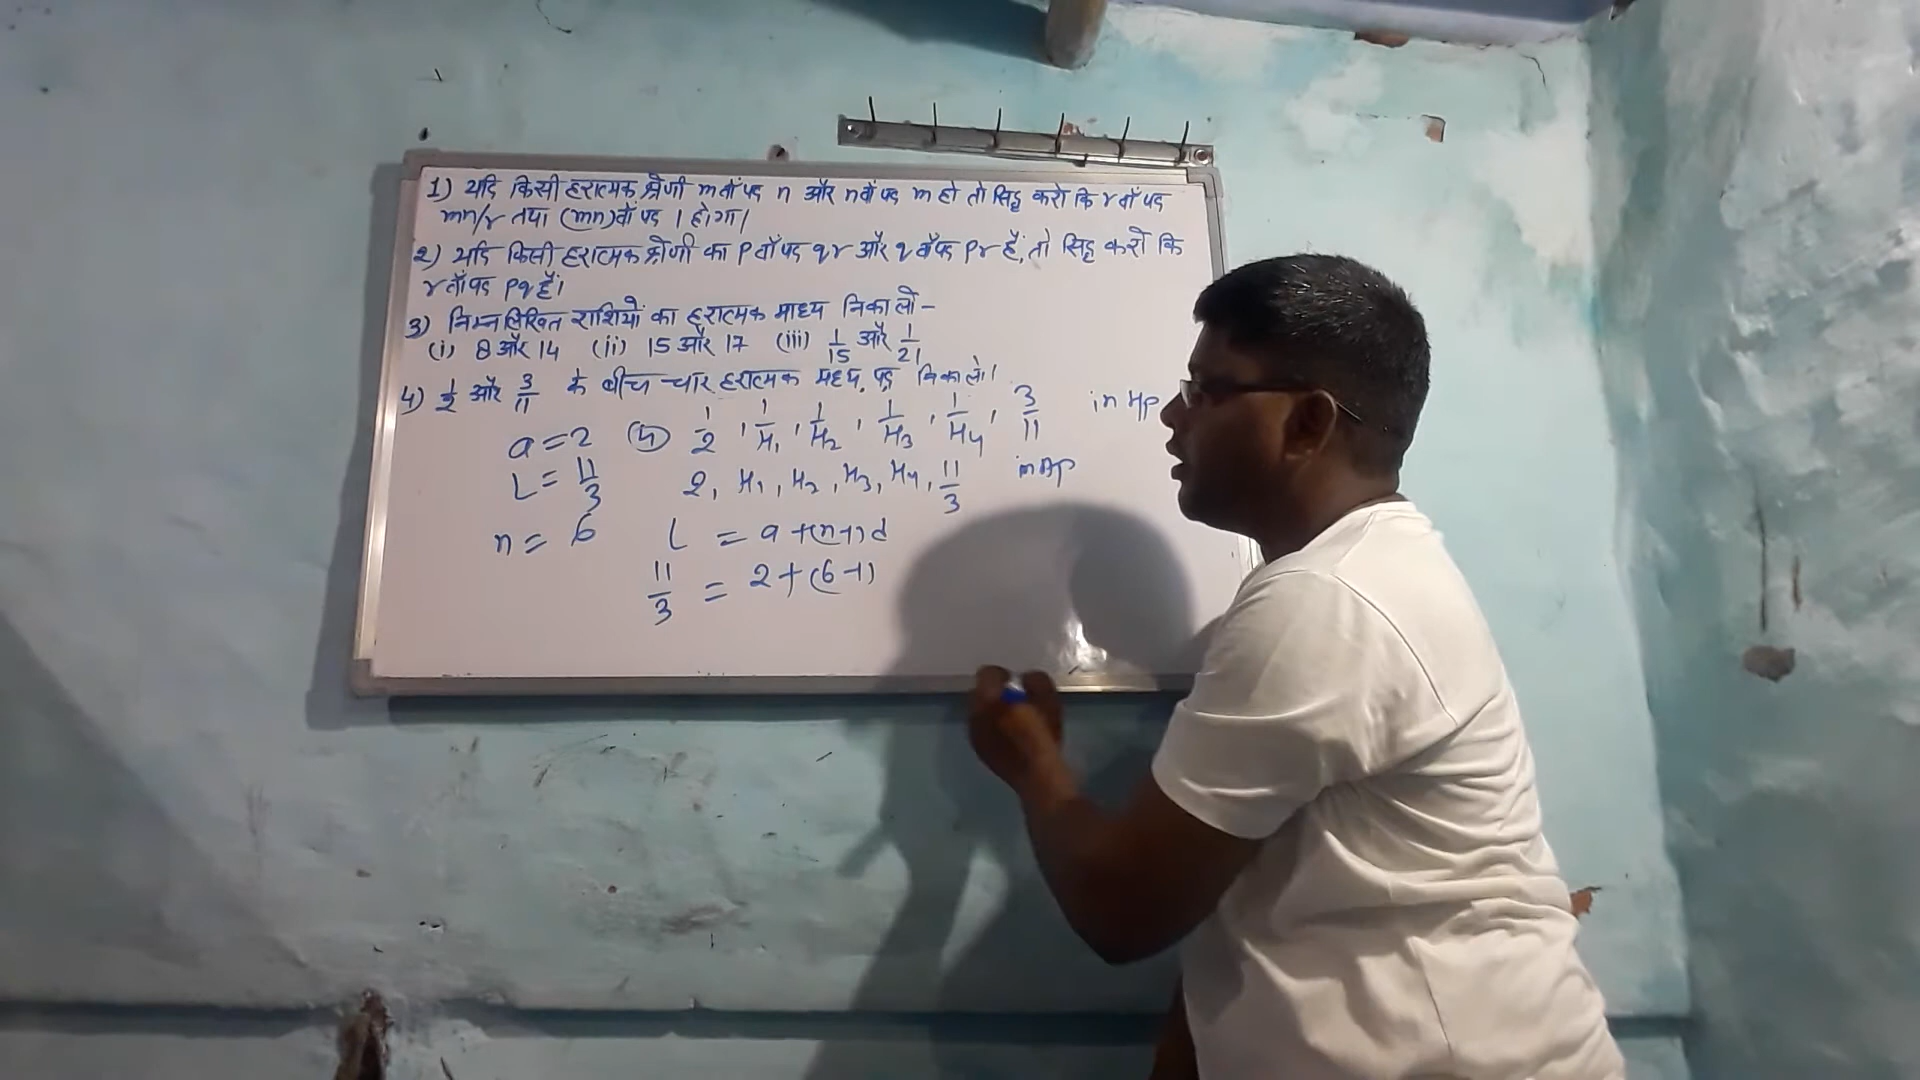 1) यदि किसी हरात्मक श्रेणी mवाँ पद n और nवाँ पद m हो तो सिद्ध करो कि r वाँ पद
mn/r तथा (mn)वाँ पद 1 होगा।
2) यदि किसी हरात्मक श्रेणी का P वाँ पद qr और q वाँ पद Pr है, तो सिद्ध करो कि
r वाँ पद Pq है।
3) निम्नलिखित राशियों का हरात्मक माध्य निकालो -
(i) 8 और 14 (ii) 15 और 17 (iii) 1/15 और 1/21
4) 1/2 और 3/11 के बीच चार हरात्मक मध्य पद निकालो।
a = 2 (4) 1/2, 1/H₁, 1/H₂, 1/H₃, 1/H₄, 3/11 in HP
L = 11/3 2, H₁, H₂, H₃, H₄, 11/3 in AP
n = 6 L = a+(n-1)d
11/3 = 2+(6-1)